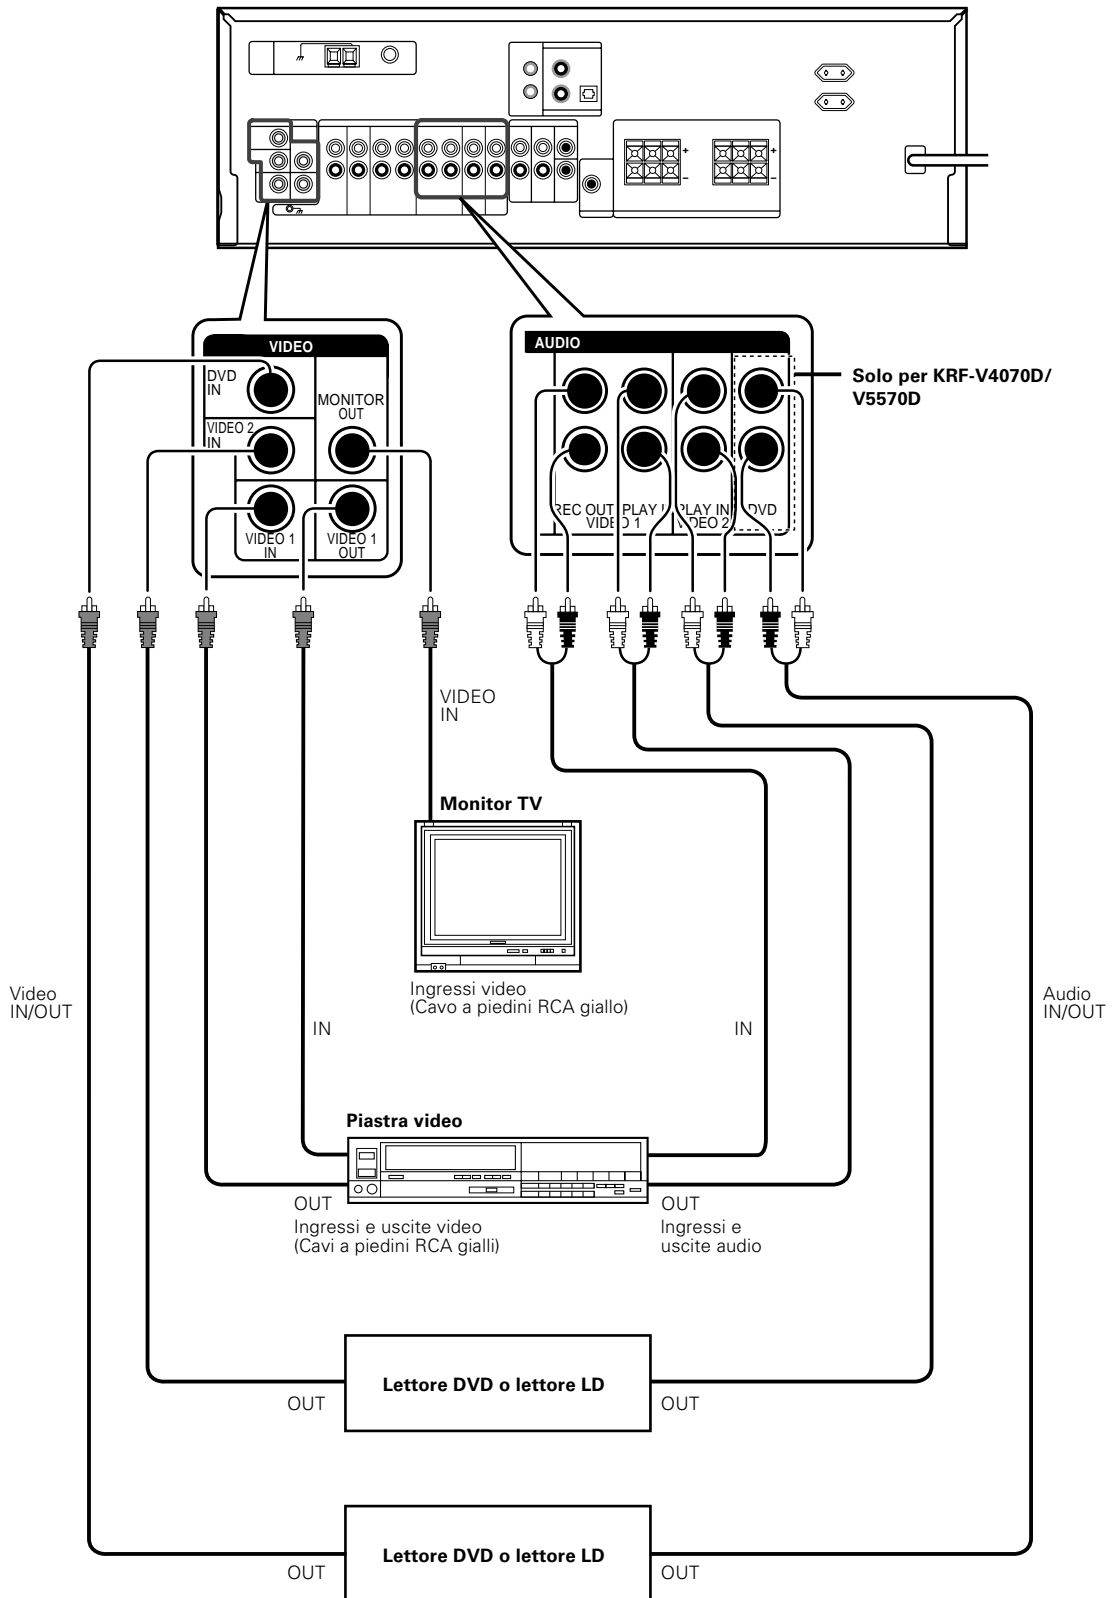 +
−
+
−
VIDEO
DVD
IN
MONITOR
OUT
VIDEO 2
IN
VIDEO 1
IN
VIDEO 1
OUT
AUDIO
REC OUT PLAY IN PLAY IN DVD
VIDEO 1 VIDEO 2
Solo per KRF-V4070D/
V5570D
VIDEO
IN
Monitor TV
Ingressi video
(Cavo a piedini RCA giallo)
Video
IN/OUT
Audio
IN/OUT
IN
IN
Piastra video
OUT
Ingressi e uscite video
(Cavi a piedini RCA gialli)
OUT
Ingressi e
uscite audio
Lettore DVD o lettore LD
OUT
OUT
Lettore DVD o lettore LD
OUT
OUT